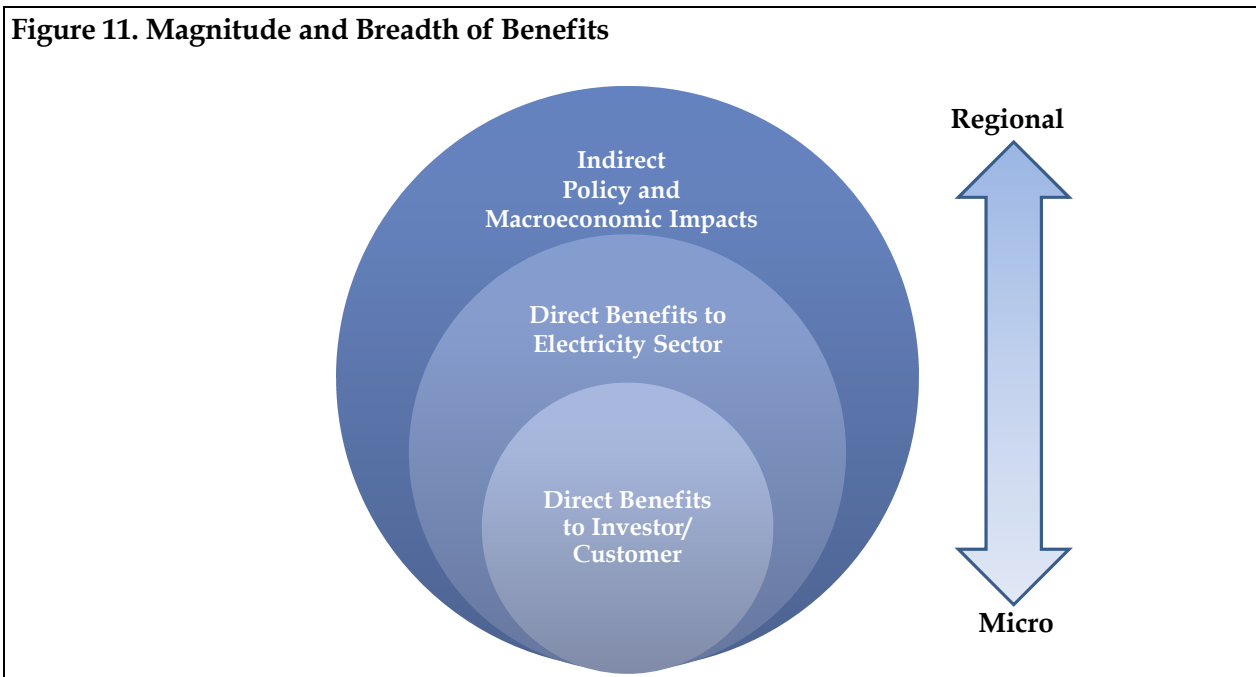 Figure 11. Magnitude and Breadth of Benefits
Regional
Indirect
Policy and
Macroeconomic Impacts
Direct Benefits to
Electricity Sector
Direct Benefits
to Investor/
Customer
Micro